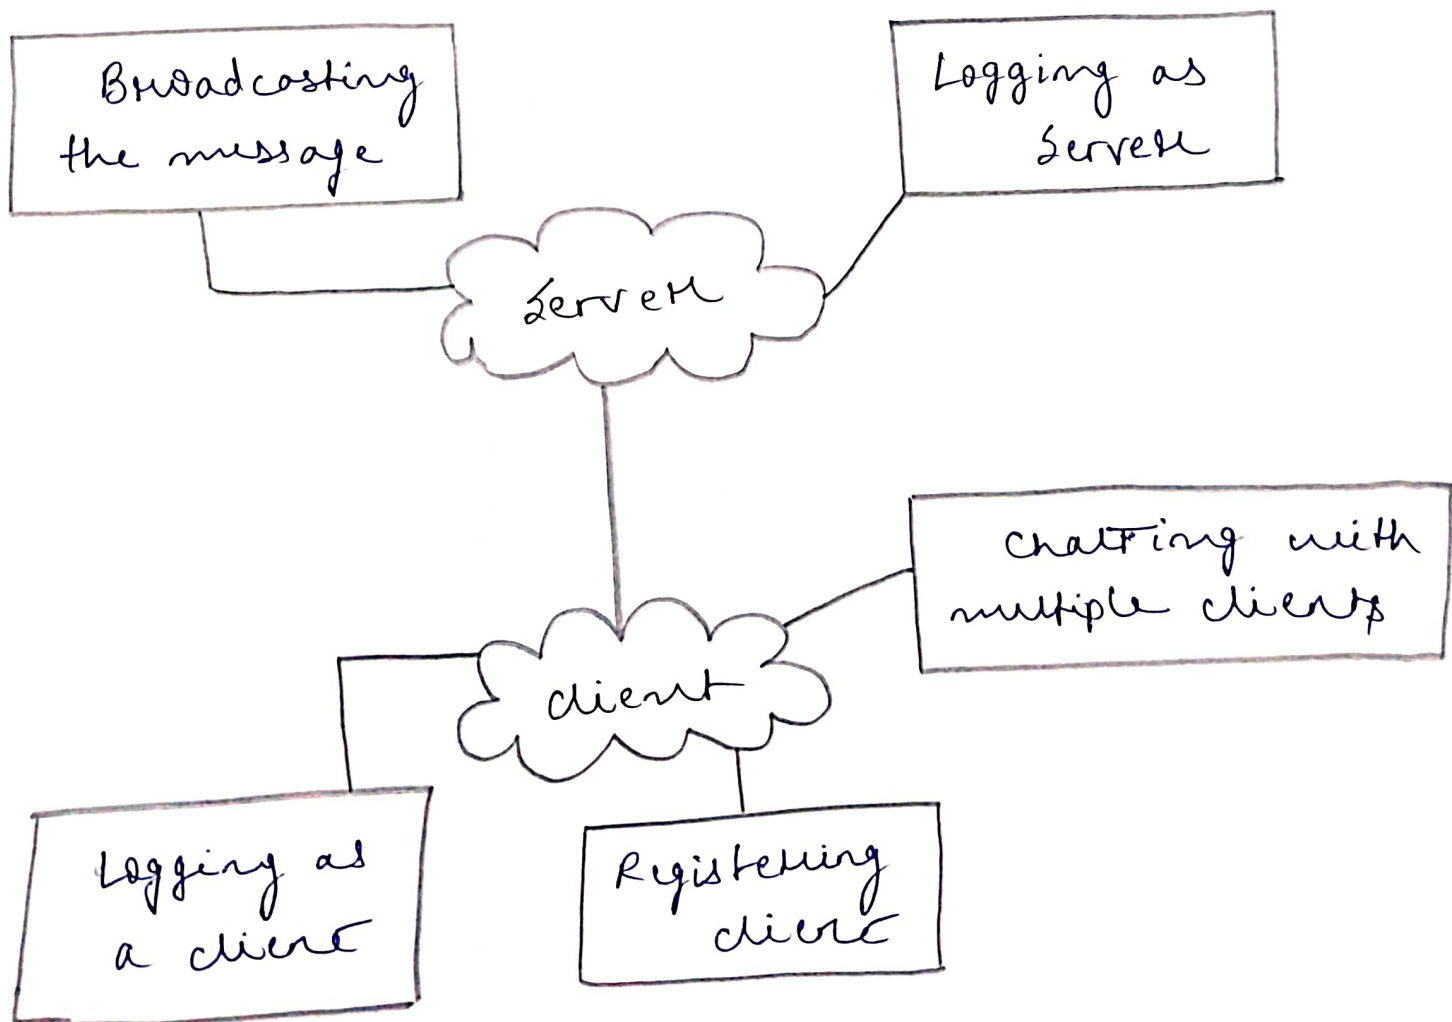 Broadcasting
the message
Logging as
Server
Server
Chatting with
multiple clients
client
Logging as
a client
Registering
client